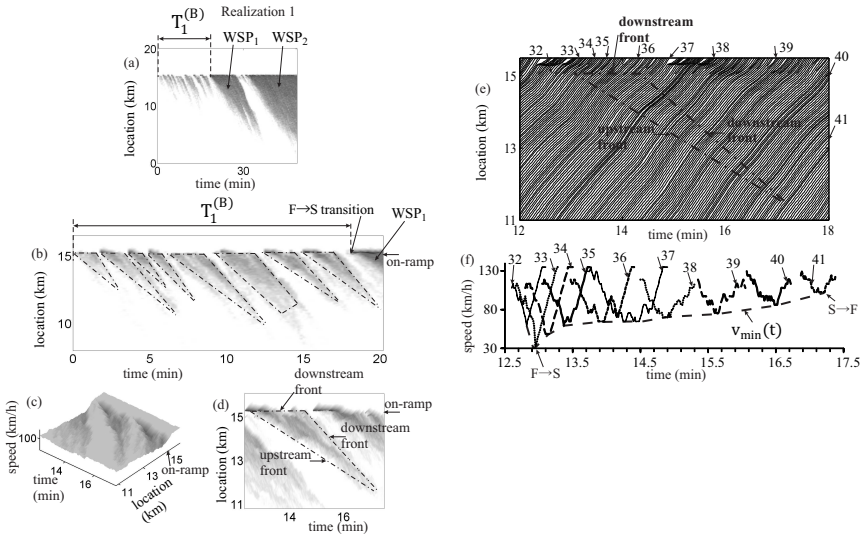 T₁⁽ᴮ⁾ Realization 1
WSP₁ WSP₂
(a)
location (km)
20
10
0
0 30
time (min)
T₁⁽ᴮ⁾
F→S transition
WSP₁
(b)
location (km)
15
10
on-ramp
0 5 10 15 20
time (min)
(c)
speed (km/h)
100
14
16
time
(min)
11
13
15
location
(km)
on-ramp
downstream
front
(d)
location (km)
15
13
11
on-ramp
downstream
front
upstream
front
14 16
time (min)
downstream
front
32 33 34 35 36 37 38 39 40
41
(e)
location (km)
15
13
11
upstream
front
downstream
front
12 14 16 18
time (min)
(f)
speed (km/h)
130
80
30
32 33 34 35 36 37 38 39 40 41
S→F
vmin(t)
F→S
12.5 13.5 14.5 15.5 16.5 17.5
time (min)